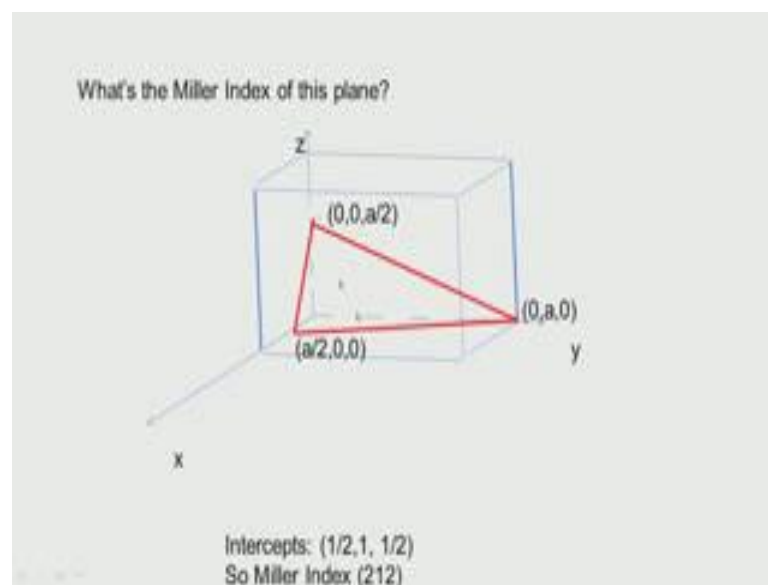 What's the Miller Index of this plane?
z
(0,0,a/2)
(0,a,0)
(a/2,0,0)
y
x
Intercepts: (1/2,1, 1/2)
So Miller Index (212)